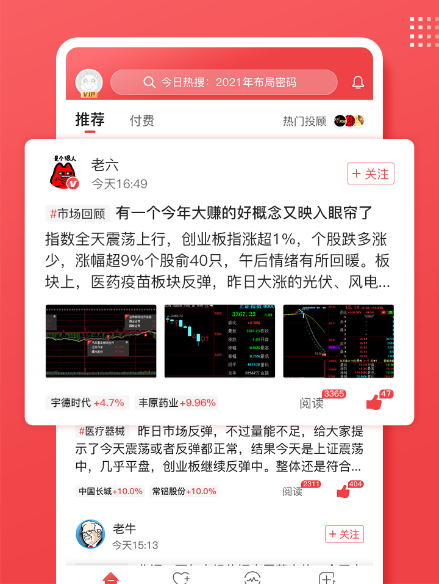 VIP
今日热搜：2021年布局密码
推荐
付费
热门投顾
老六
今天16:49
+ 关注
#市场回顾 有一个今年大赚的好概念又映入眼帘了
指数全天震荡上行，创业板指涨超1%，个股跌多涨
少，涨幅超9%个股俞40只，午后情绪有所回暖。板
块上，医药疫苗板块反弹，昨日大涨的光伏、风电...
宇德时代 +4.7%
丰原药业+9.96%
阅读
3365
47
#医疗器械 昨日市场反弹，不过量能不足，给大家提
示了今天震荡或者反弹都正常，结果今天是上证震荡
中，几乎平盘，创业板继续反弹中。整体还是符合...
中国长城+10.0%
常铝股份+10.0%
阅读
2311
404
老牛
今天15:13
+ 关注